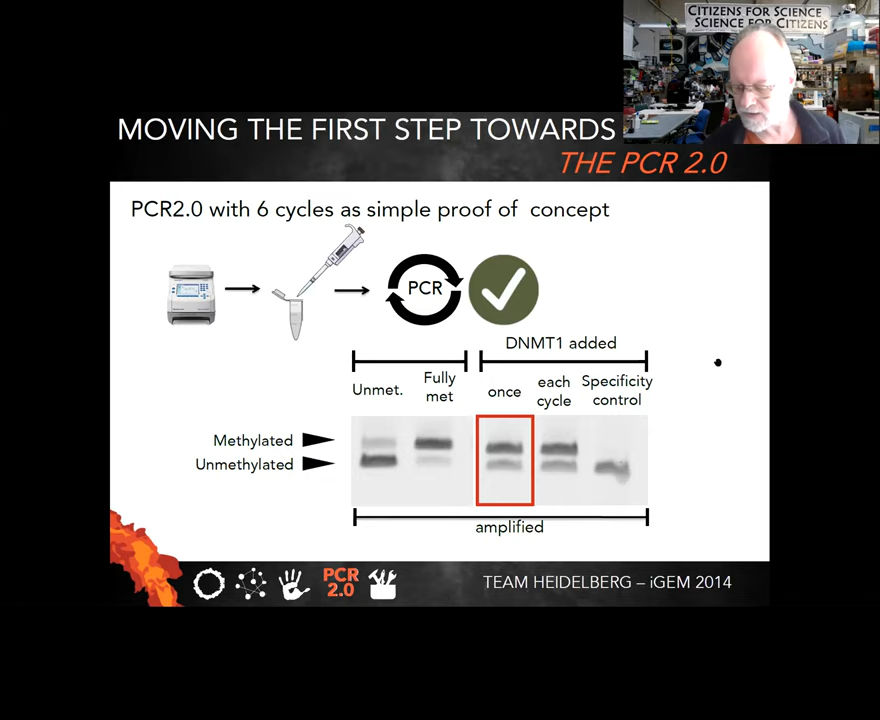 CITIZENS FOR SCIENCE
SCIENCE FOR CITIZENS
MOVING THE FIRST STEP TOWARDS
THE PCR 2.0
PCR2.0 with 6 cycles as simple proof of concept
PCR
DNMT1 added
Unmet.
Fully
met
once
each
cycle
Specificity
control
Methylated
Unmethylated
amplified
PCR
2.0
TEAM HEIDELBERG – iGEM 2014